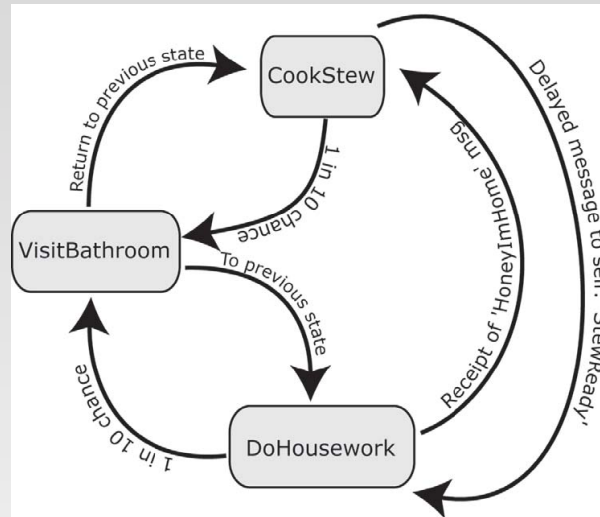 Return to previous state
CookStew
Delayed message to self: 'StewReady'
1 in 10 chance
Receipt of 'HoneyImHome' msg
VisitBathroom
To previous state
1 in 10 chance
DoHousework